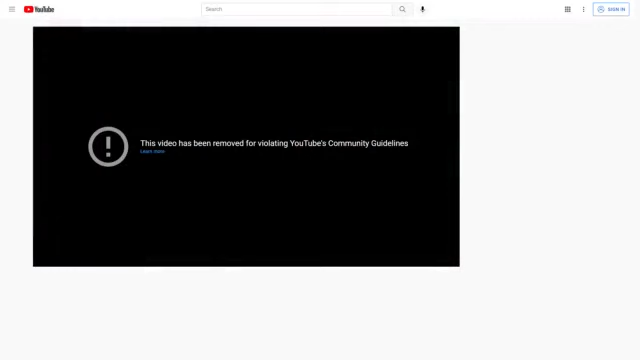 YouTube
Search
SIGN IN
This video has been removed for violating YouTube's Community Guidelines
Learn more